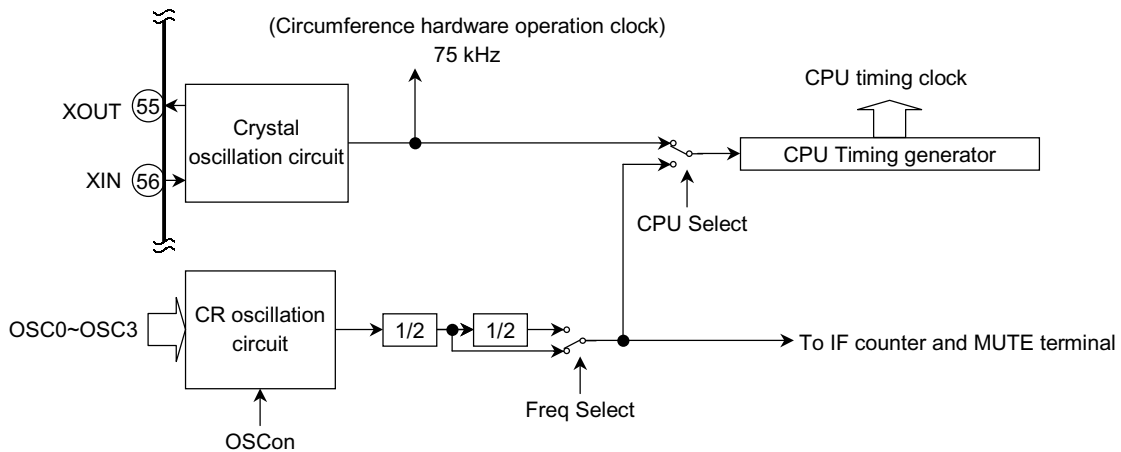 (Circumference hardware operation clock)
75 kHz
CPU timing clock
XOUT
55
Crystal
oscillation circuit
CPU Timing generator
XIN
56
CPU Select
OSC0~OSC3
CR oscillation
circuit
1/2
1/2
To IF counter and MUTE terminal
Freq Select
OSCon